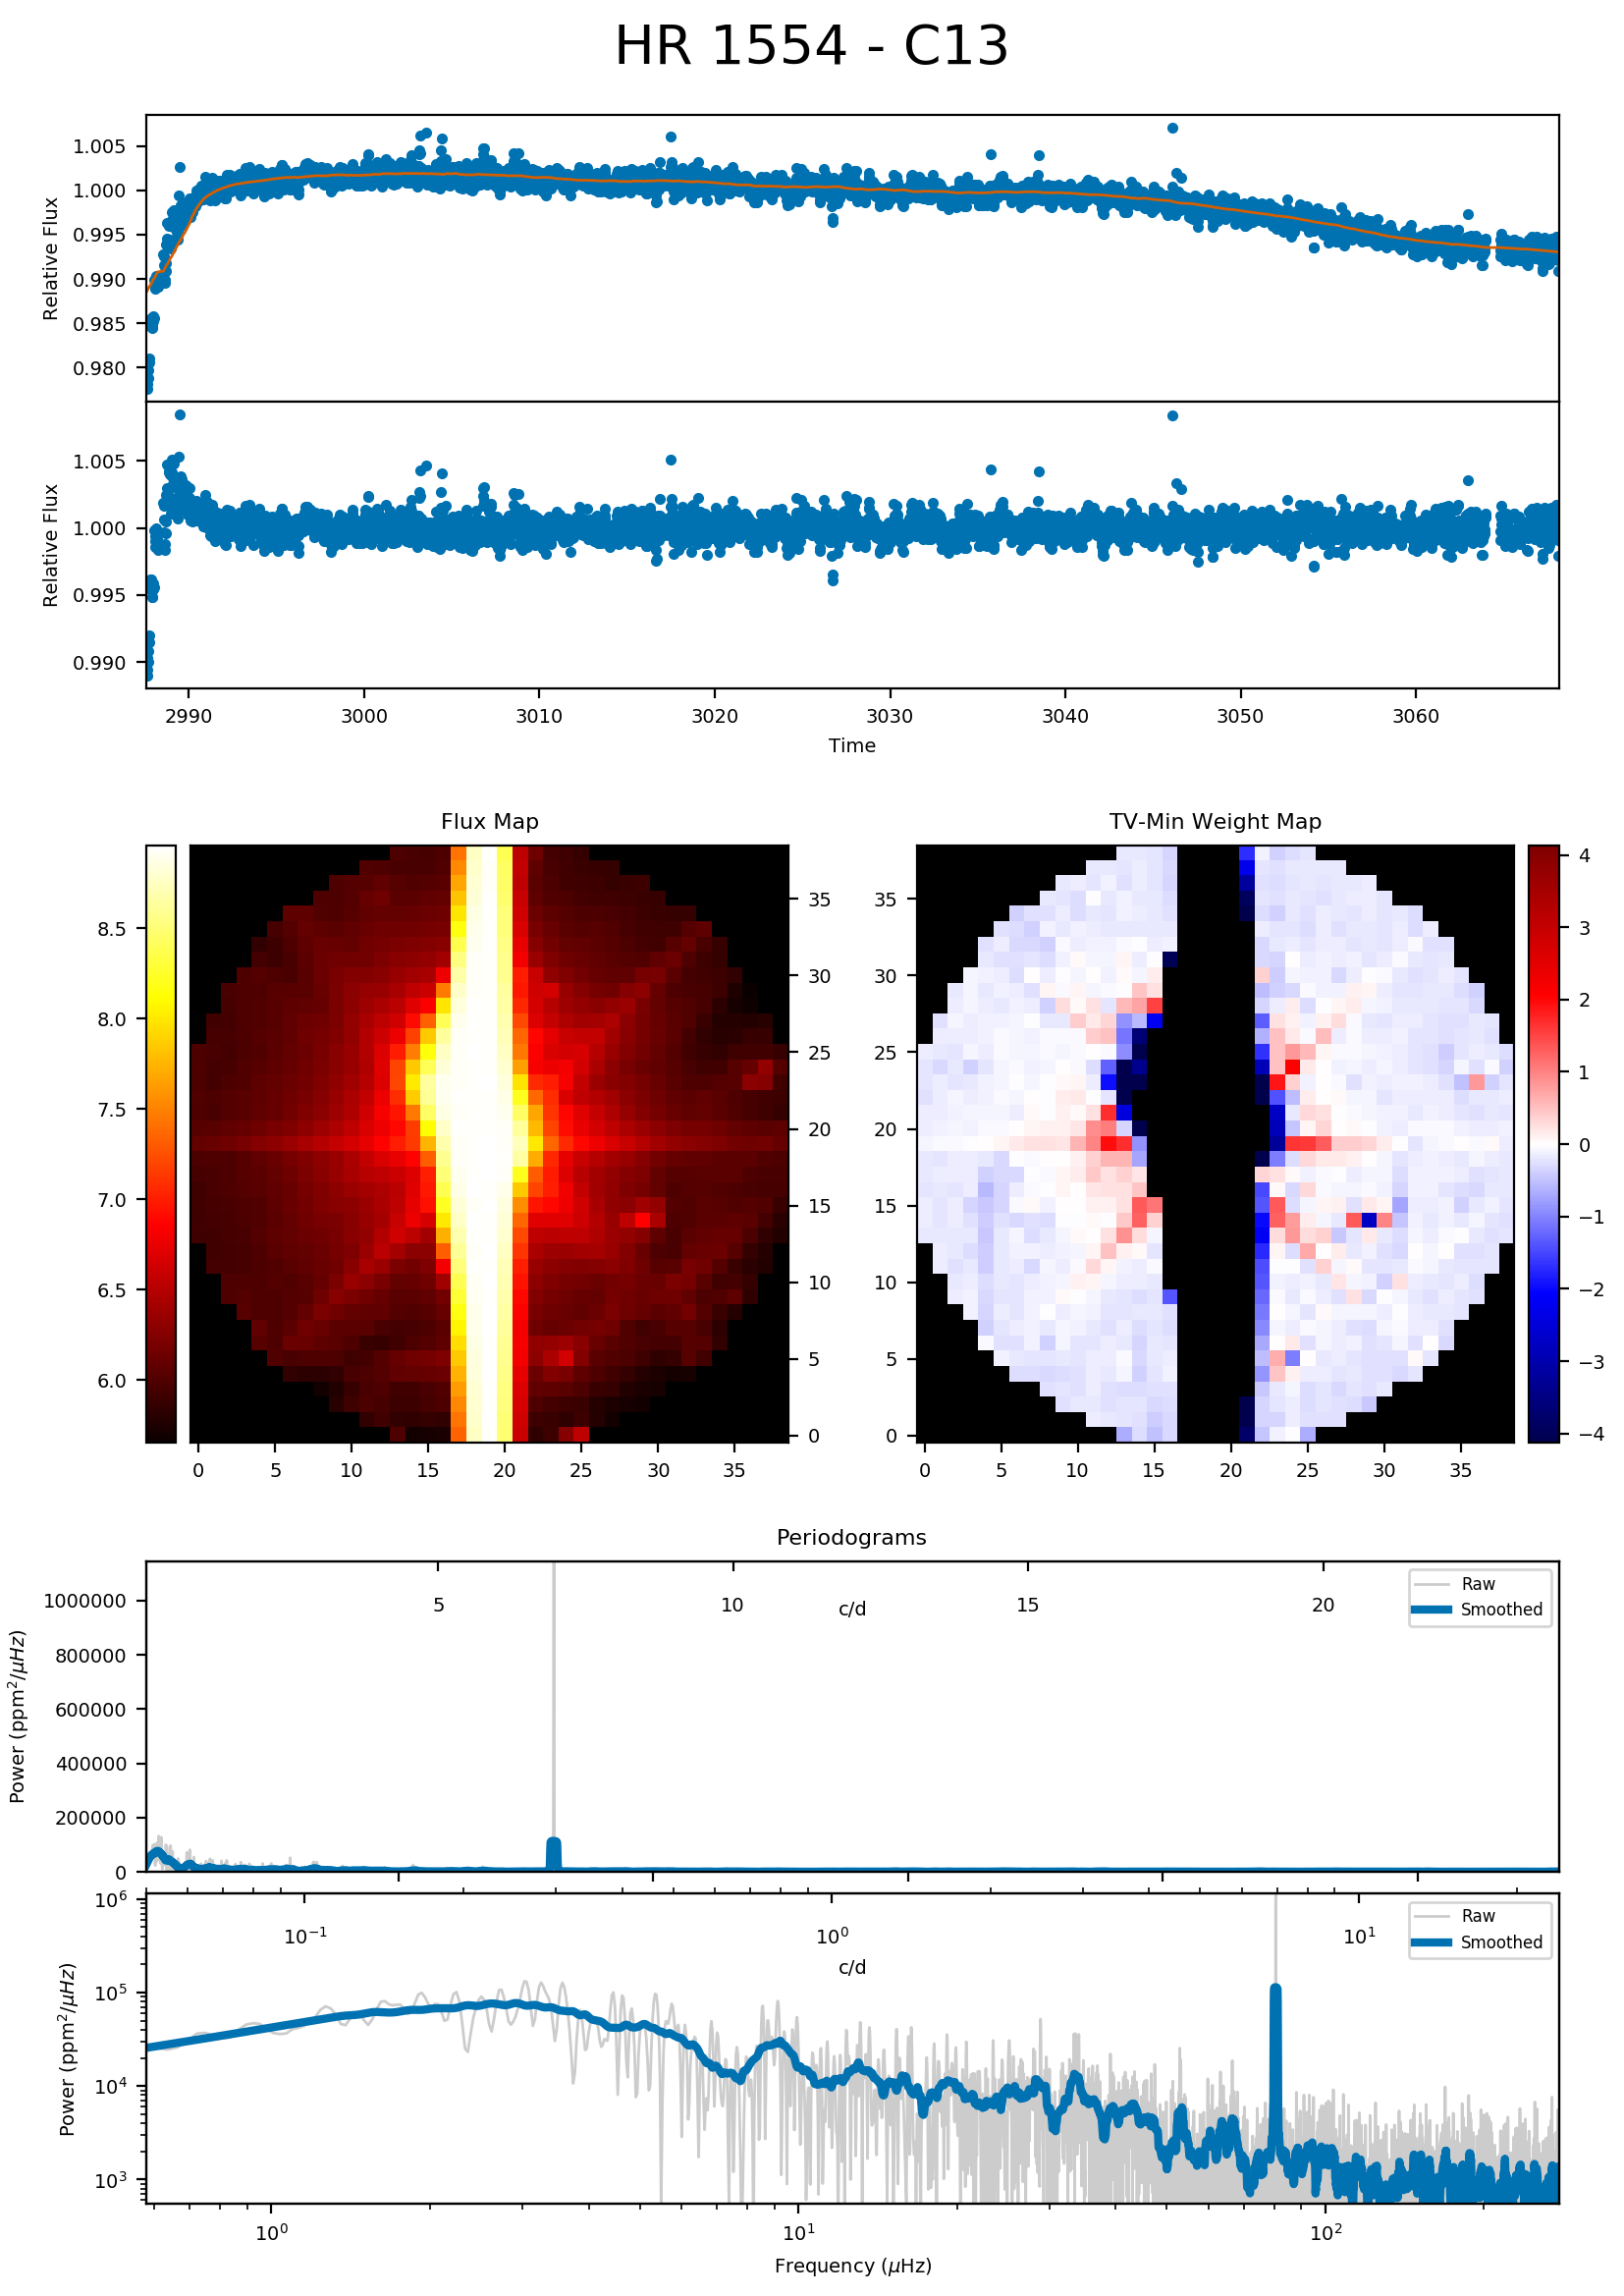 HR 1554 - C13
1.005
1.000
0.995
0.990
0.985
0.980
Relative Flux
1.005
1.000
0.995
0.990
Relative Flux
2990 3000 3010 3020 3030 3040 3050 3060
Time
Flux Map
8.5
8.0
7.5
7.0
6.5
6.0
35
30
25
20
15
10
5
0
0 5 10 15 20 25 30 35
TV-Min Weight Map
35
30
25
20
15
10
5
0
0 5 10 15 20 25 30 35
4
3
2
1
0
−1
−2
−3
−4
Periodograms
1000000
800000
600000
400000
200000
0
Power (ppm²/μHz)
5 10 15 20
c/d
Raw
Smoothed
10⁶
10⁵
10⁴
10³
Power (ppm²/μHz)
10⁻¹ 10⁰ 10¹
c/d
Raw
Smoothed
10⁰ 10¹ 10²
Frequency (μHz)